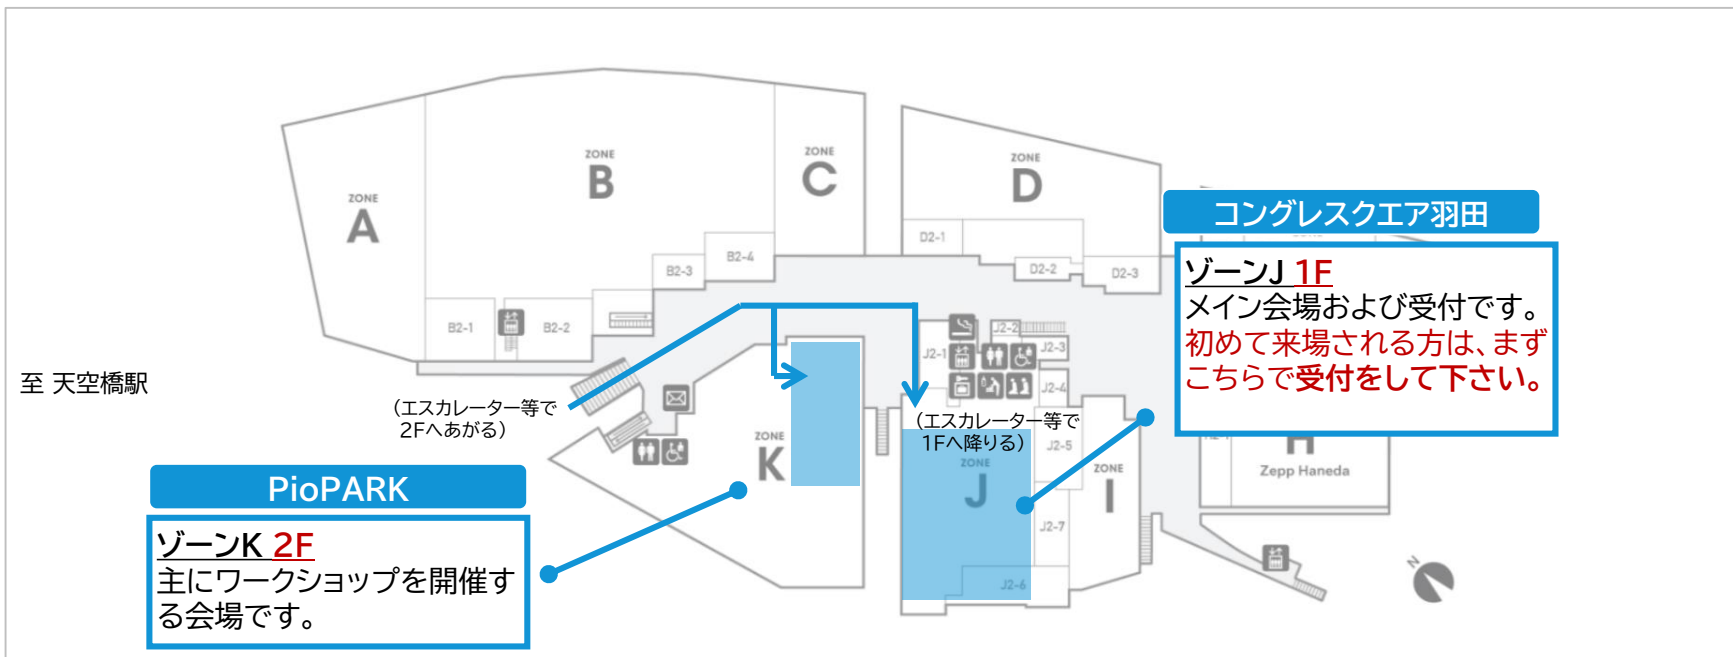 ZONE
A
ZONE
B
ZONE
C
ZONE
D
B2-1
B2-2
B2-3
B2-4
D2-1
D2-2
D2-3
コングレスクエア羽田
ゾーンJ 1F
メイン会場および受付です。
初めて来場される方は、まず
こちらで受付をして下さい。
至 天空橋駅
(エスカレーター等で
2Fへあがる)
J2-1
J2-2
J2-3
J2-4
(エスカレーター等で
1Fへ降りる)
J2-5
ZONE
K
ZONE
J
ZONE
I
H
Zepp Haneda
J2-7
J2-6
PioPARK
ゾーンK 2F
主にワークショップを開催す
る会場です。
N